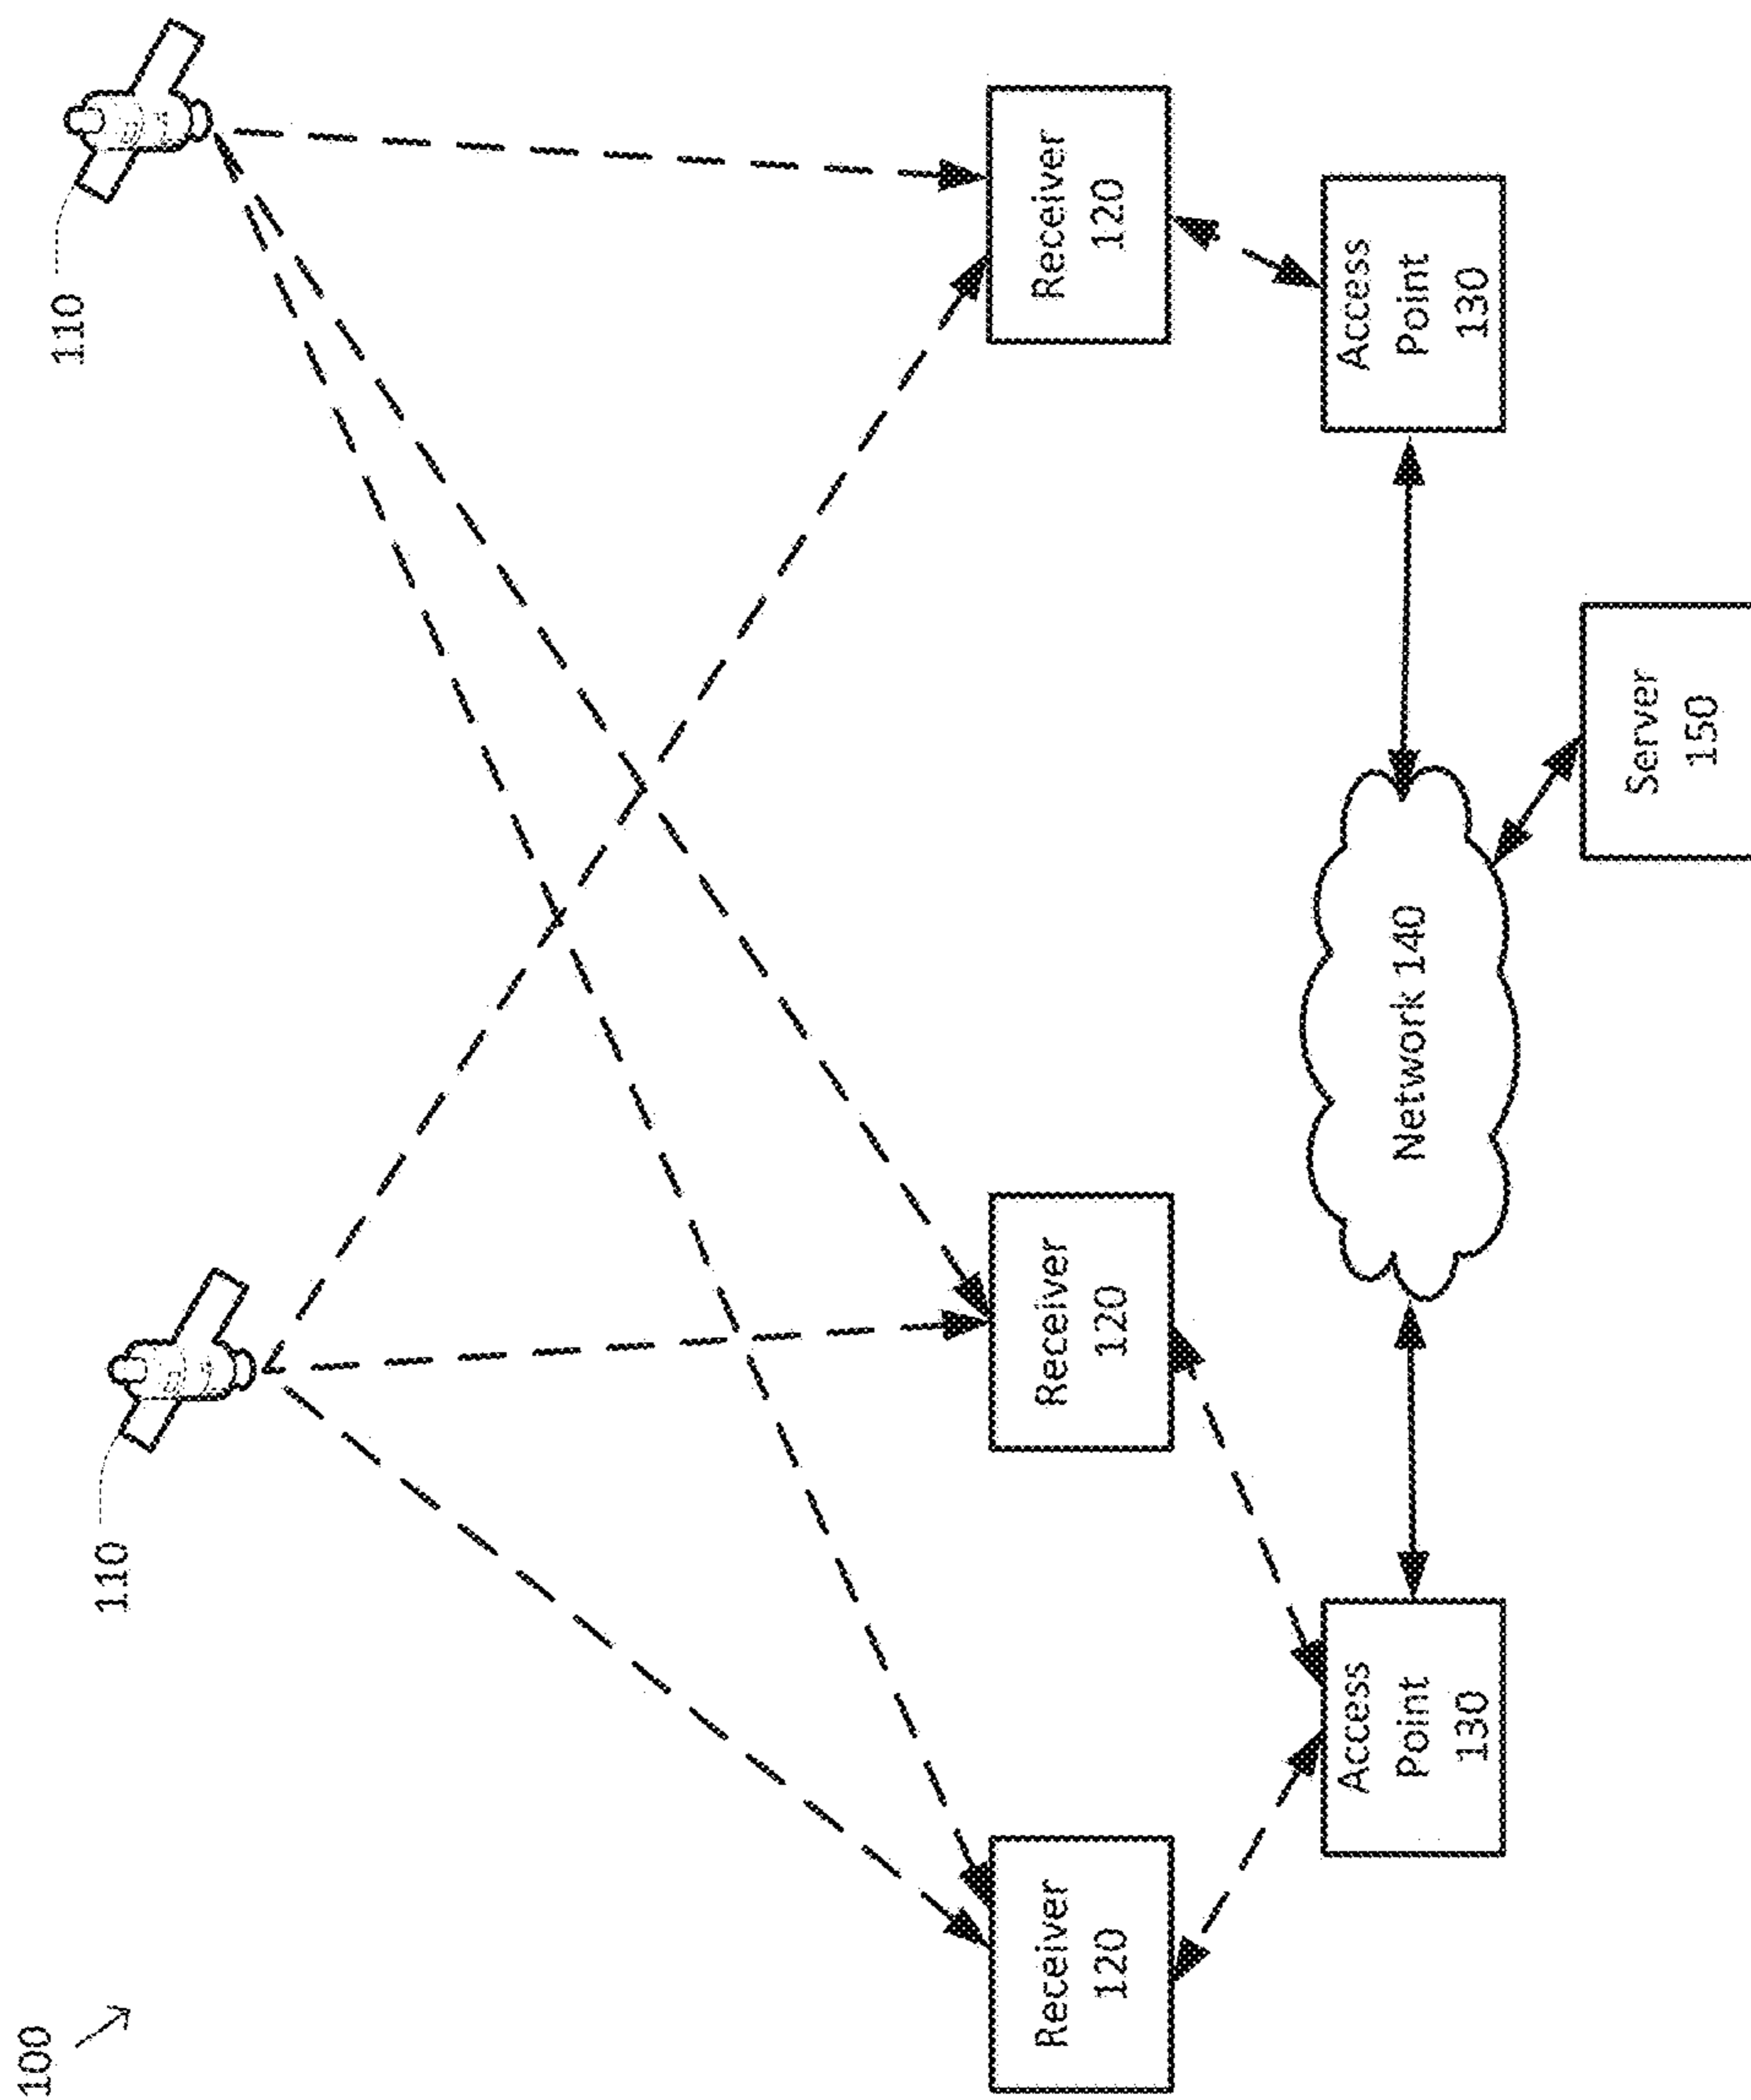 100
110
110
Receiver
120
Receiver
120
Receiver
120
Access
Point
130
Network 140
Access
Point
130
Server
150